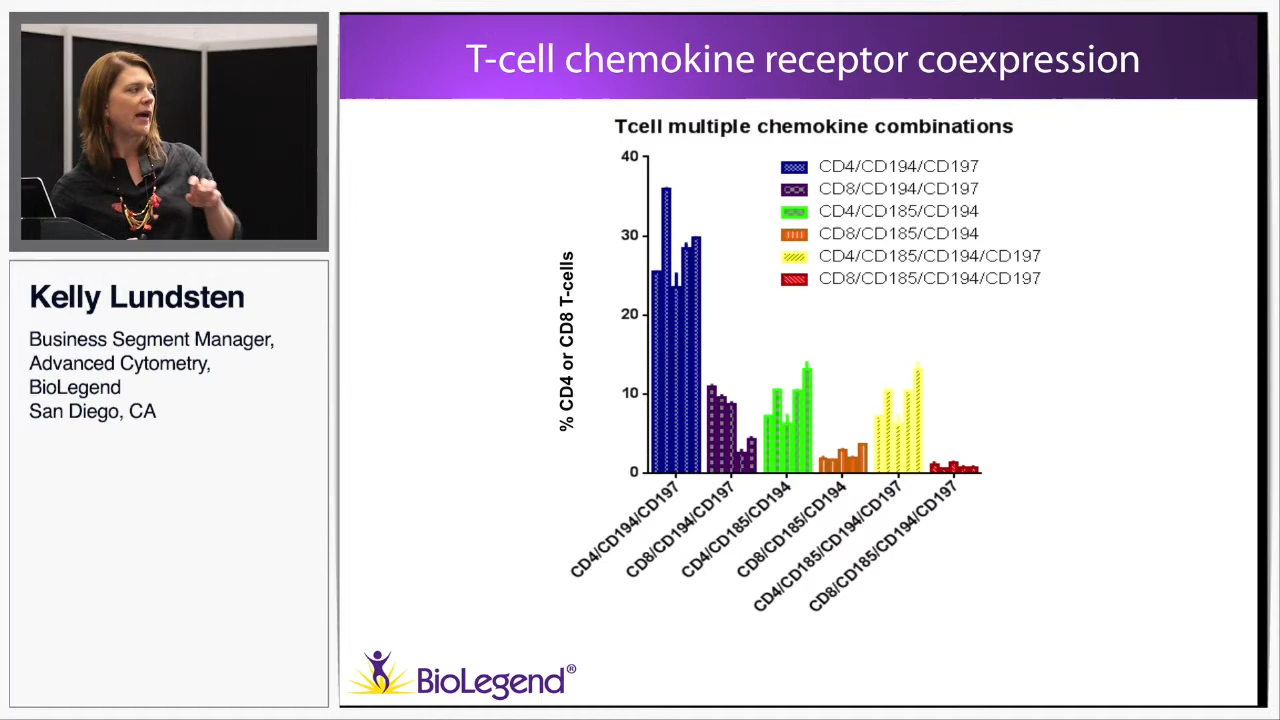 T-cell chemokine receptor coexpression
Kelly Lundsten
Business Segment Manager,
Advanced Cytometry,
BioLegend
San Diego, CA
Tcell multiple chemokine combinations
% CD4 or CD8 T-cells
40
30
20
10
0
CD4/CD194/CD197
CD8/CD194/CD197
CD4/CD185/CD194
CD8/CD185/CD194
CD4/CD185/CD194/CD197
CD8/CD185/CD194/CD197
CD4/CD194/CD197
CD8/CD194/CD197
CD4/CD185/CD194
CD8/CD185/CD194
CD4/CD185/CD194/CD197
CD8/CD185/CD194/CD197
BioLegend®